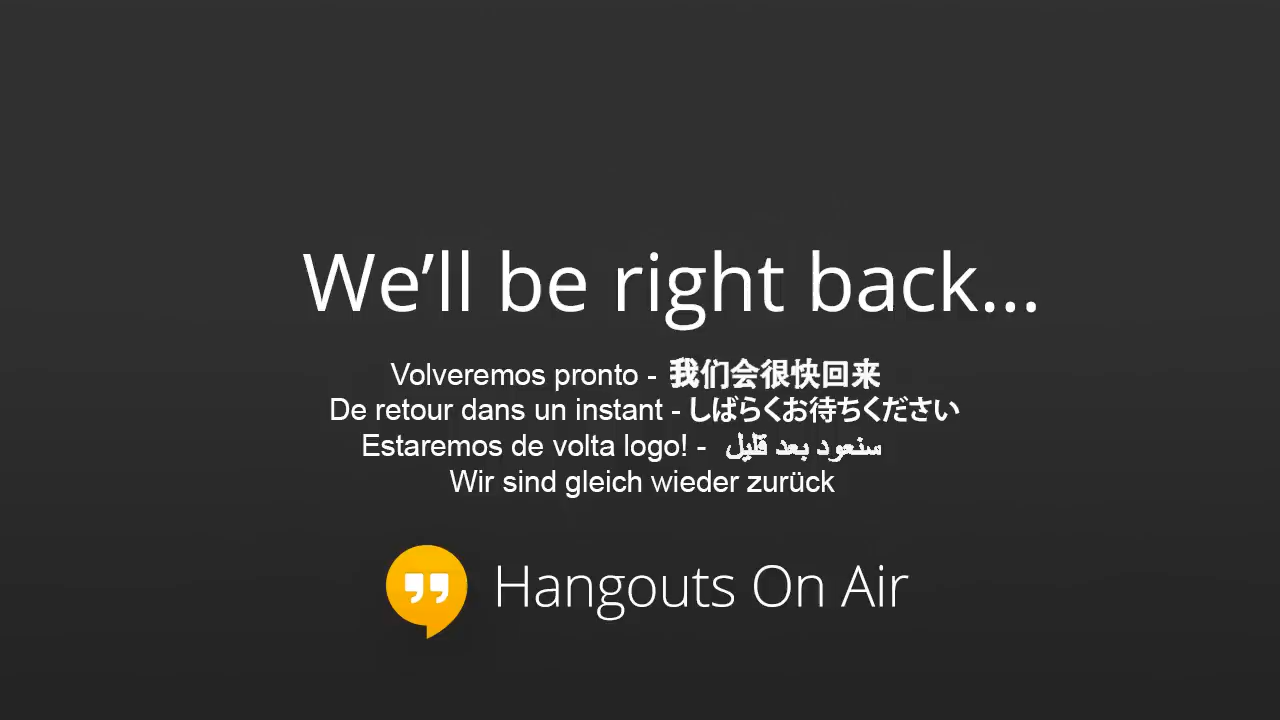 We’ll be right back...
Volveremos pronto - 我们会很快回来
De retour dans un instant - しばらくお待ちください
Estaremos de volta logo! - سنعود بعد قليل
Wir sind gleich wieder zurück
Hangouts On Air